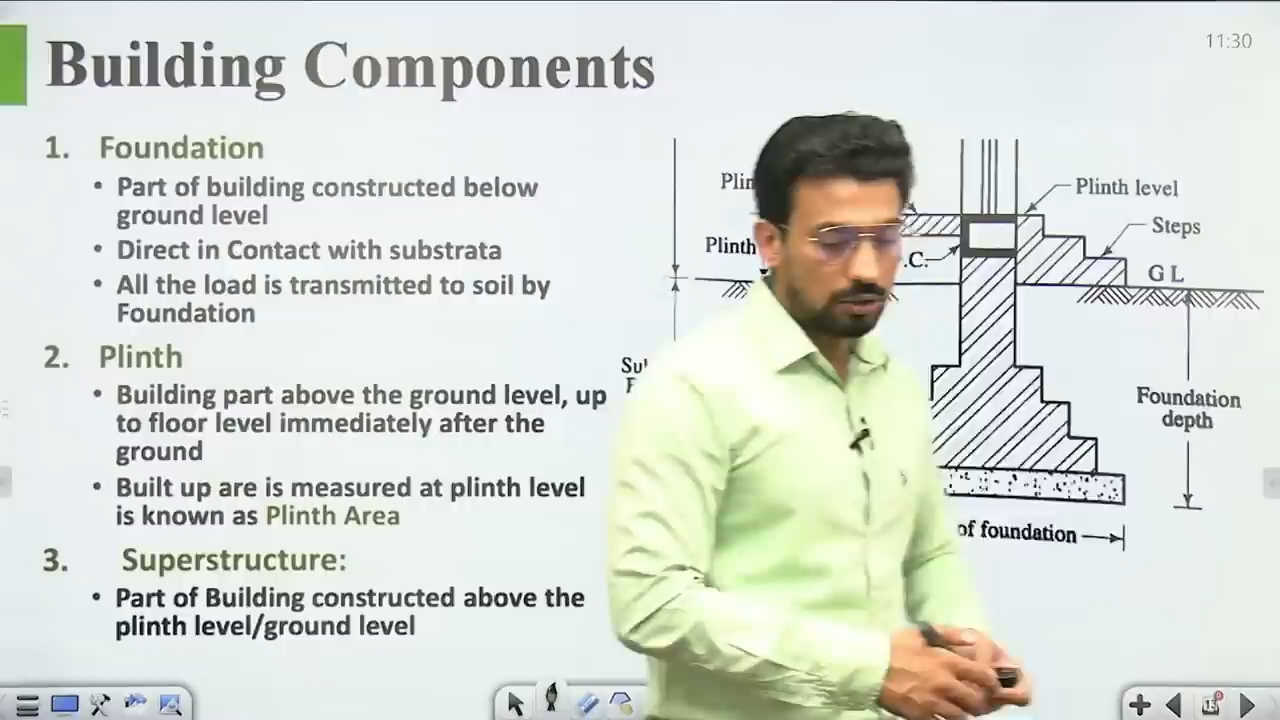 11:30
Building Components
1. Foundation
• Part of building constructed below
ground level
• Direct in Contact with substrata
• All the load is transmitted to soil by
Foundation
2. Plinth
• Building part above the ground level, up
to floor level immediately after the
ground
• Built up are is measured at plinth level
is known as Plinth Area
3. Superstructure:
• Part of Building constructed above the
plinth level/ground level
Plinth level
Steps
Plinth
.C.
G L
Foundation
depth
of foundation